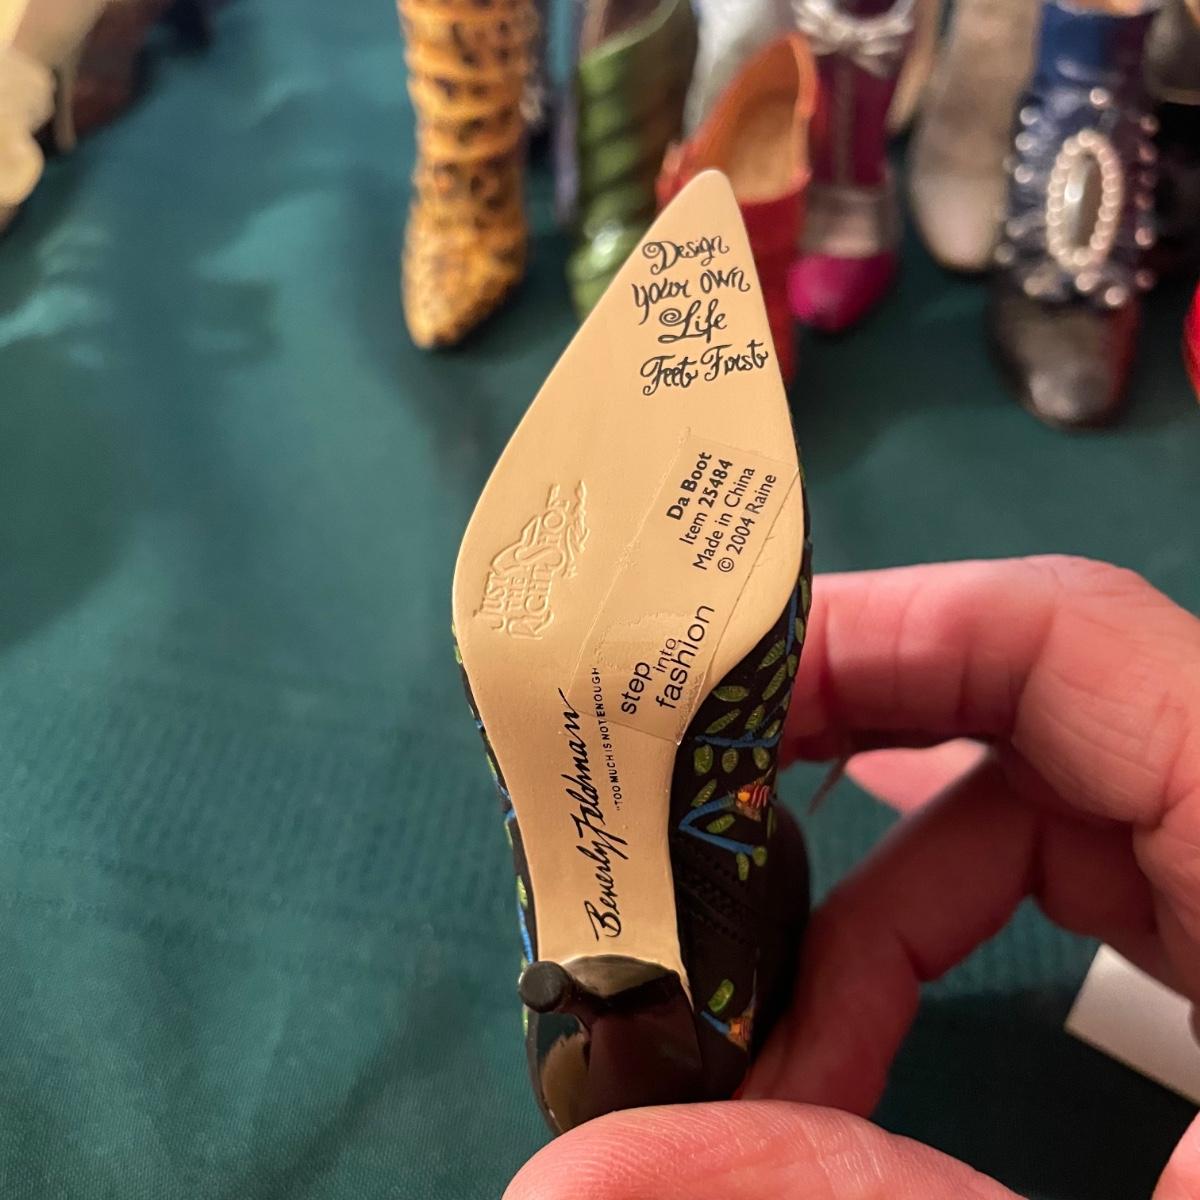 Design
your own
Life
Feet First
Da Boot
Item 25484
Made in China
© 2004 Raine
JUST
THE
RIGHT SHOE
Raine
step
into
fashion
Beverly Feldman
"TOO MUCH IS NOT ENOUGH